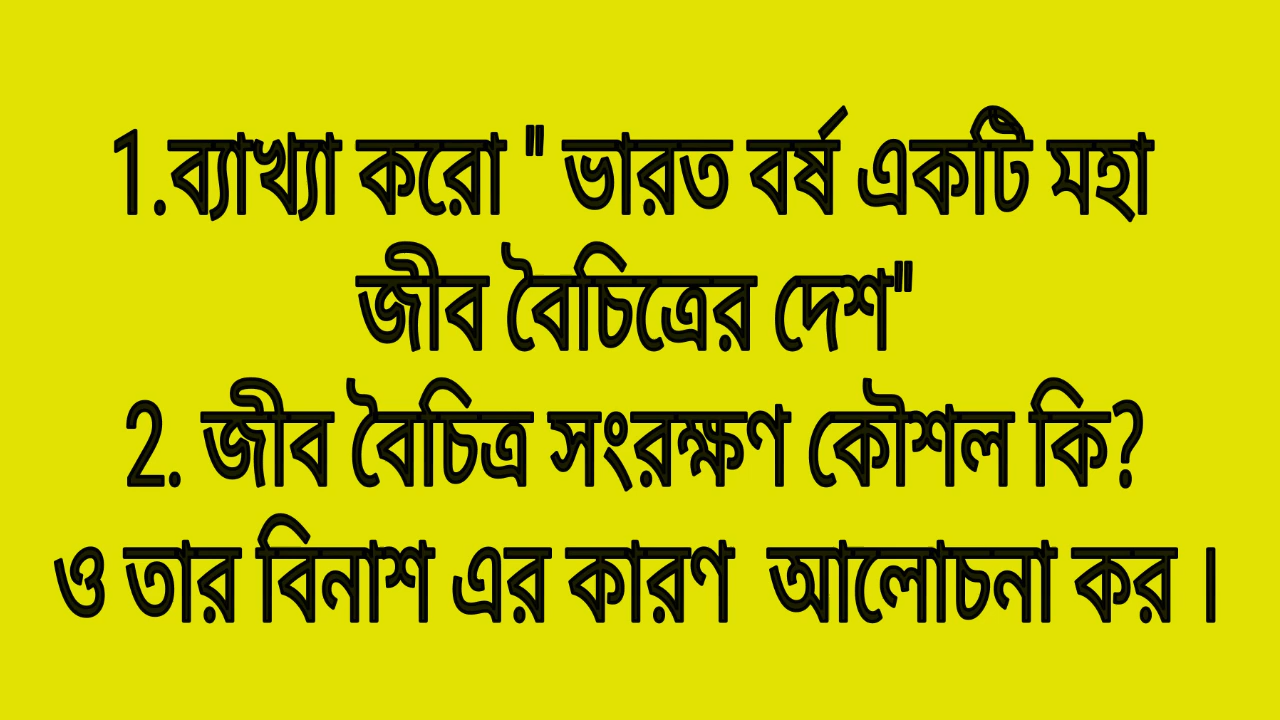 1.ব্যাখ্যা করো " ভারত বর্ষ একটি মহা
জীব বৈচিত্রের দেশ"
2. জীব বৈচিত্র সংরক্ষণ কৌশল কি?
ও তার বিনাশ এর কারণ  আলোচনা কর ।